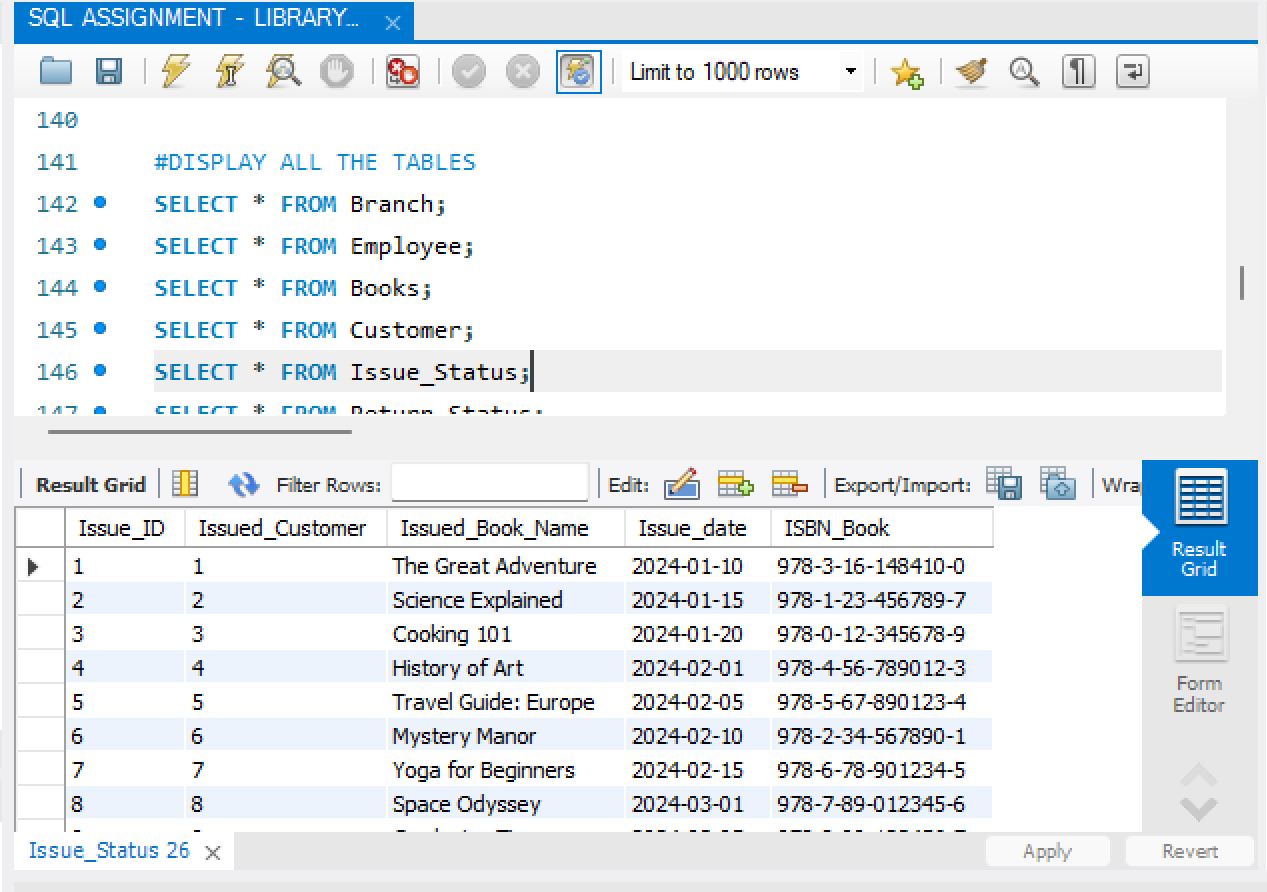 SQL ASSIGNMENT - LIBRARY...
Limit to 1000 rows
140
141 #DISPLAY ALL THE TABLES
142 SELECT * FROM Branch;
143 SELECT * FROM Employee;
144 SELECT * FROM Books;
145 SELECT * FROM Customer;
146 SELECT * FROM Issue_Status;
147 SELECT * FROM Return_Status;
Result Grid Filter Rows: Edit: Export/Import:
Issue_ID Issued_Customer Issued_Book_Name Issue_date ISBN_Book
1 1 The Great Adventure 2024-01-10 978-3-16-148410-0
2 2 Science Explained 2024-01-15 978-1-23-456789-7
3 3 Cooking 101 2024-01-20 978-0-12-345678-9
4 4 History of Art 2024-02-01 978-4-56-789012-3
5 5 Travel Guide: Europe 2024-02-05 978-5-67-890123-4
6 6 Mystery Manor 2024-02-10 978-2-34-567890-1
7 7 Yoga for Beginners 2024-02-15 978-6-78-901234-5
8 8 Space Odyssey 2024-03-01 978-7-89-012345-6
Result
Grid
Form
Editor
Issue_Status 26
Apply Revert